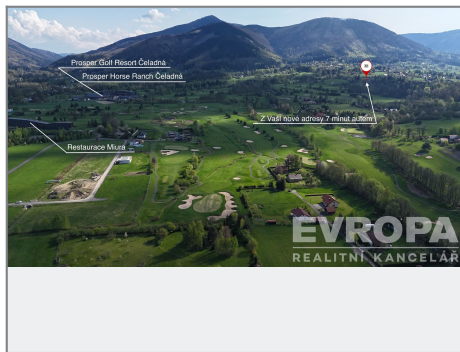 Prosper Golf Resort Čeladná
Prosper Horse Ranch Čeladná
Z Vaší nové adresy 7 minut autem
Restaurace Miura
EVROPA
REALITNÍ KANCELÁŘ